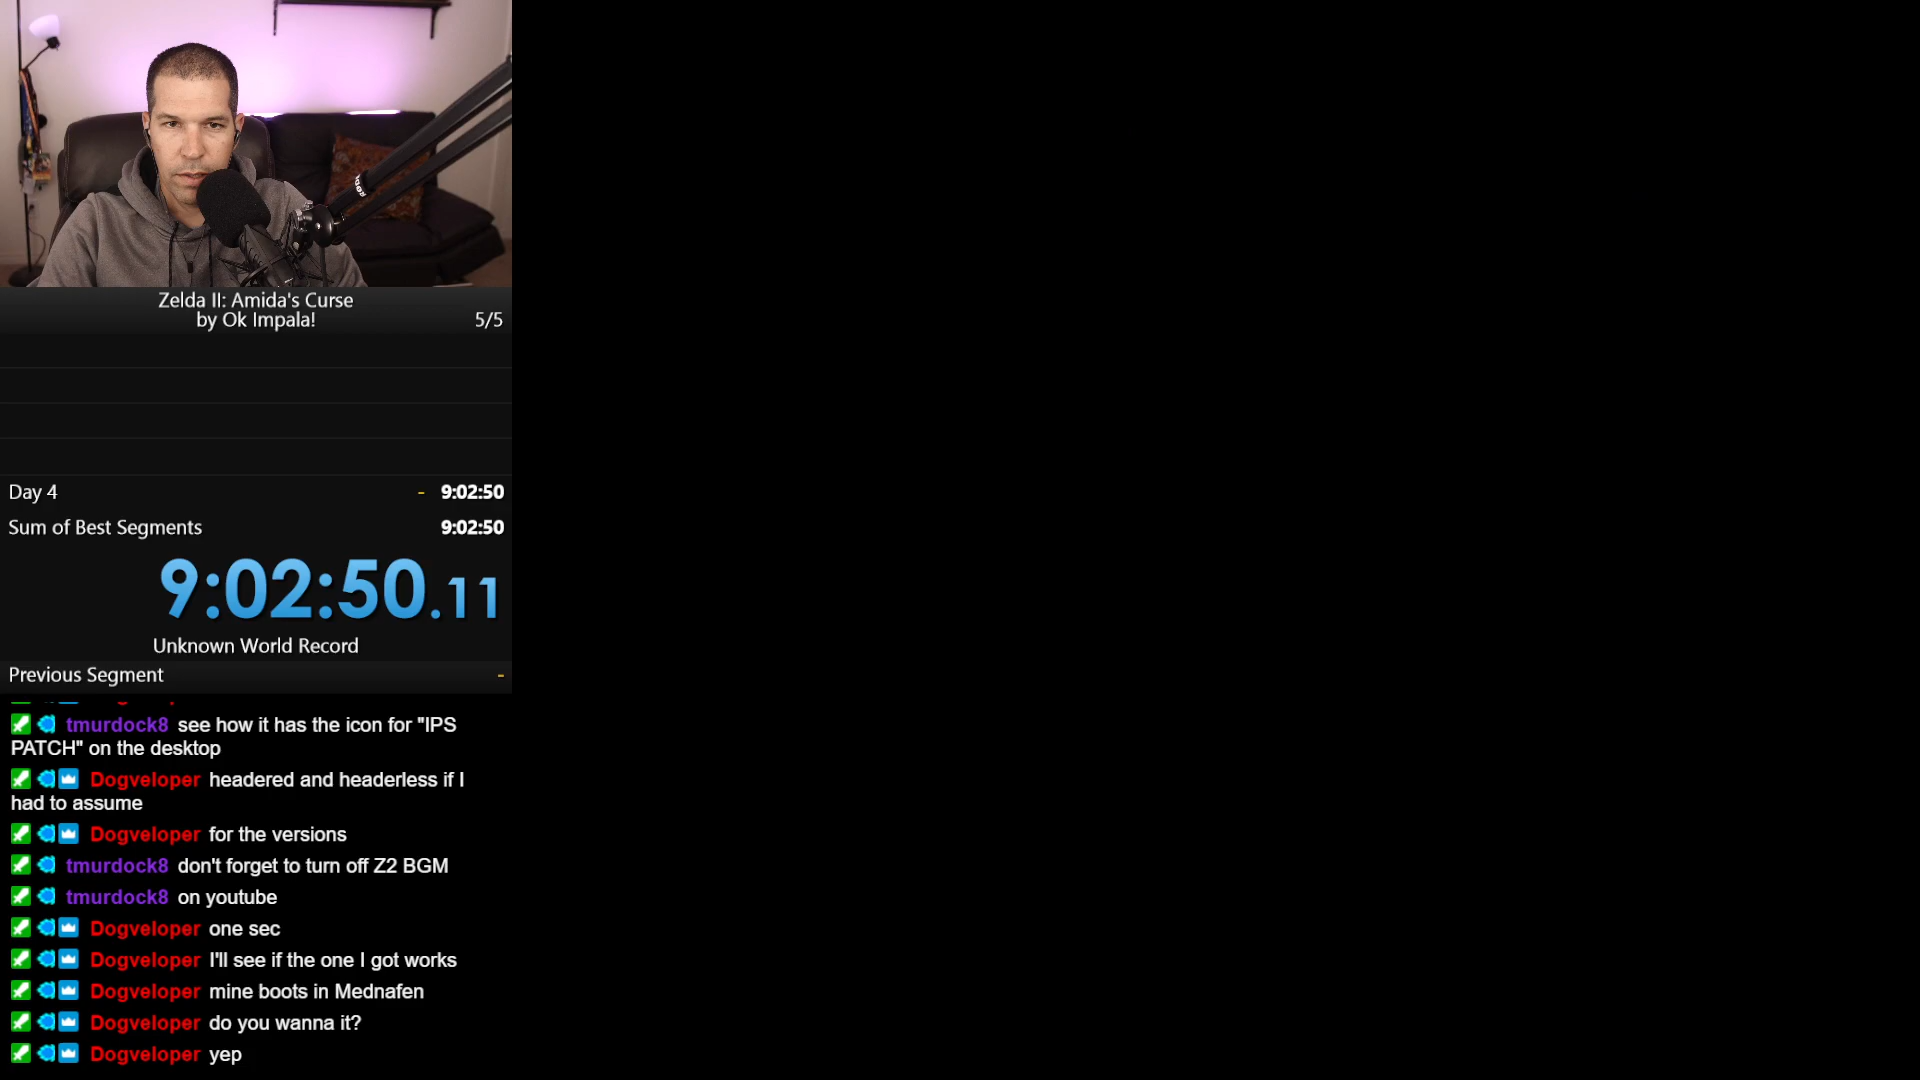 Zelda II: Amida's Curse
by Ok Impala!
5/5
Day 4 - 9:02:50
Sum of Best Segments 9:02:50
9:02:50.11
Unknown World Record
Previous Segment -
tmurdock8 see how it has the icon for "IPS
PATCH" on the desktop
Dogveloper headered and headerless if I
had to assume
Dogveloper for the versions
tmurdock8 don't forget to turn off Z2 BGM
tmurdock8 on youtube
Dogveloper one sec
Dogveloper I'll see if the one I got works
Dogveloper mine boots in Mednafen
Dogveloper do you wanna it?
Dogveloper yep